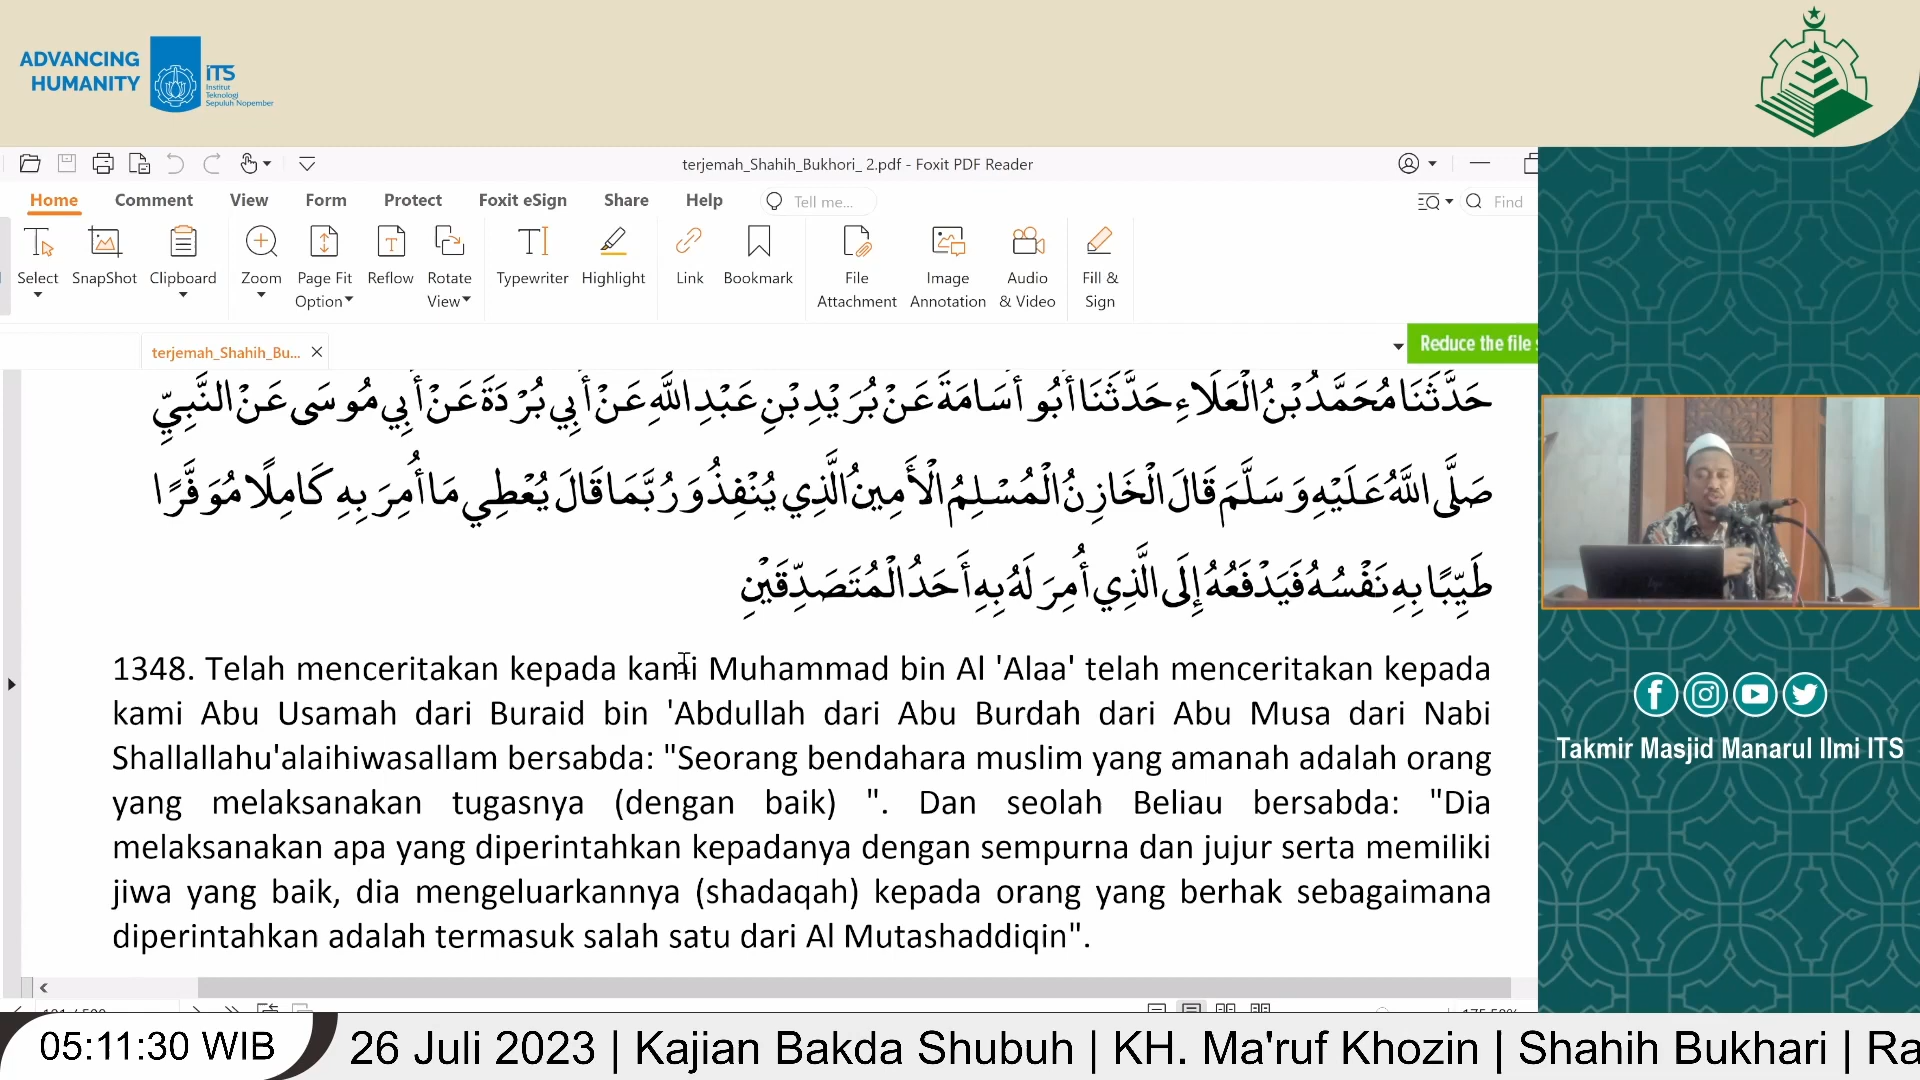 ADVANCING
HUMANITY
ITS
Institut
Teknologi
Sepuluh Nopember
terjemah_Shahih_Bukhori_ 2.pdf - Foxit PDF Reader
Home Comment View Form Protect Foxit eSign Share Help Tell me... Find
Select SnapShot Clipboard Zoom Page Fit Option Reflow Rotate View Typewriter Highlight Link Bookmark File Attachment Image Annotation Audio & Video Fill & Sign
terjemah_Shahih_Bu... Reduce the file
حَدَّثَنَا مُحَمَّدُ بْنُ الْعَلَاءِ حَدَّثَنَا أَبُو أُسَامَةَ عَنْ بُرَيْدِ بْنِ عَبْدِ اللَّهِ عَنْ أَبِي بُرْدَةَ عَنْ أَبِي مُوسَى عَنْ النَّبِيِّ
صَلَّى اللَّهُ عَلَيْهِ وَسَلَّمَ قَالَ الْخَازِنُ الْمُسْلِمُ الْأَمِينُ الَّذِي يُنْفِذُ وَرُبَّمَا قَالَ يُعْطِي مَا أُمِرَ بِهِ كَامِلًا مُوَفَّرًا
طَيِّبًا بِهِ نَفْسُهُ فَيَدْفَعُهُ إِلَى الَّذِي أُمِرَ لَهُ بِهِ أَحَدُ الْمُتَصَدِّقَيْنِ
1348. Telah menceritakan kepada kami Muhammad bin Al 'Alaa' telah menceritakan kepada
kami Abu Usamah dari Buraid bin 'Abdullah dari Abu Burdah dari Abu Musa dari Nabi
Shallallahu'alaihiwasallam bersabda: "Seorang bendahara muslim yang amanah adalah orang
yang melaksanakan tugasnya (dengan baik) ". Dan seolah Beliau bersabda: "Dia
melaksanakan apa yang diperintahkan kepadanya dengan sempurna dan jujur serta memiliki
jiwa yang baik, dia mengeluarkannya (shadaqah) kepada orang yang berhak sebagaimana
diperintahkan adalah termasuk salah satu dari Al Mutashaddiqin".
Takmir Masjid Manarul Ilmi ITS
05:11:30 WIB
26 Juli 2023 | Kajian Bakda Shubuh | KH. Ma'ruf Khozin | Shahih Bukhari | Ra